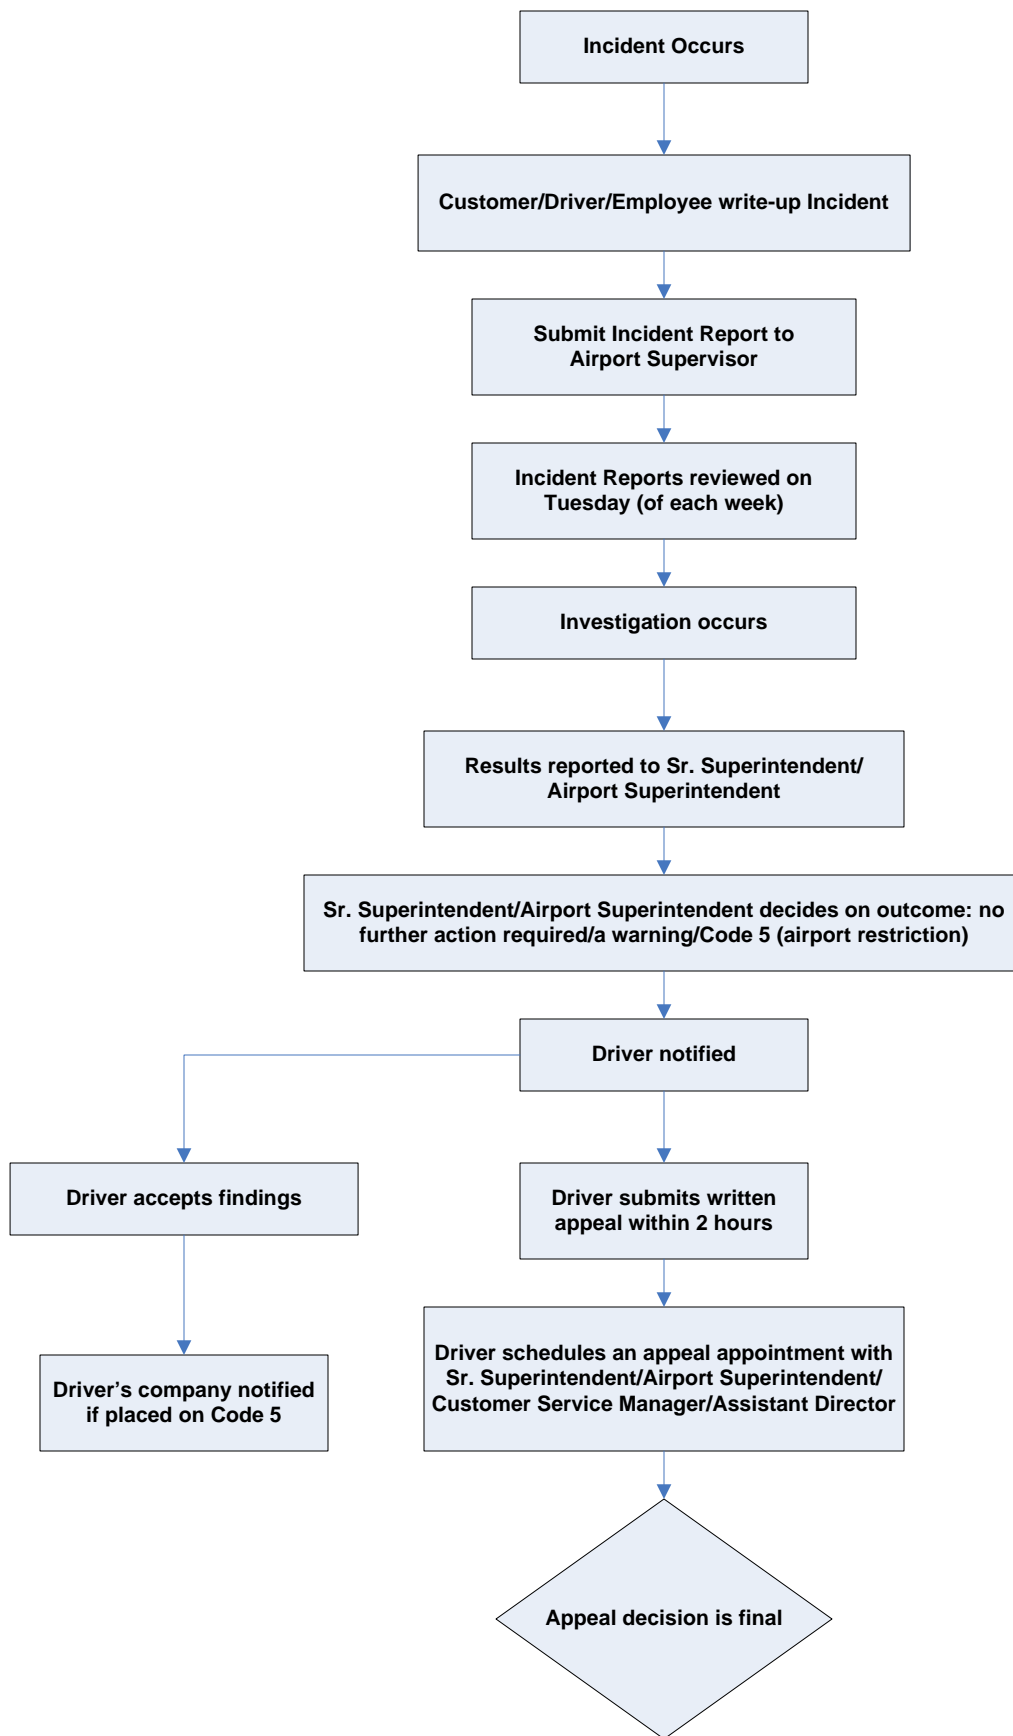 Incident Occurs
Customer/Driver/Employee write-up Incident
Submit Incident Report to
Airport Supervisor
Incident Reports reviewed on
Tuesday (of each week)
Investigation occurs
Results reported to Sr. Superintendent/
Airport Superintendent
Sr. Superintendent/Airport Superintendent decides on outcome: no
further action required/a warning/Code 5 (airport restriction)
Driver notified
Driver accepts findings
Driver's company notified
if placed on Code 5
Driver submits written
appeal within 2 hours
Driver schedules an appeal appointment with
Sr. Superintendent/Airport Superintendent/
Customer Service Manager/Assistant Director
Appeal decision is final